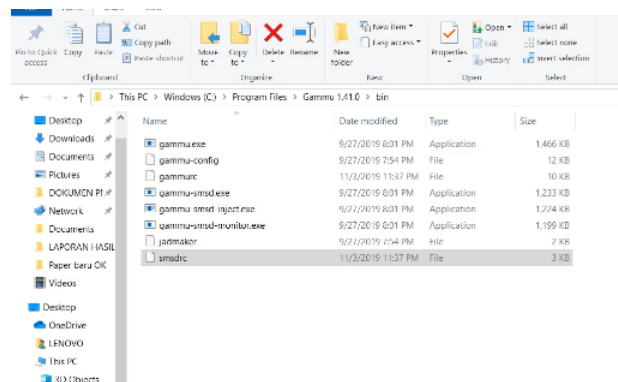 Cut
Copy path
Paste shortcut
Pin to Quick access
Copy
Paste
Clipboard
Move to
Copy to
Delete
Rename
Organize
New folder
New item
Easy access
New
Properties
Open
Edit
History
Open
Select all
Select none
Invert selection
Select
This PC > Windows (C:) > Program Files > Gammu 1.41.0 > bin
Name Date modified Type Size
gammu.exe 9/27/2019 8:01 PM Application 1,466 KB
gammu-config 9/27/2019 7:54 PM File 12 KB
gammurc 11/3/2019 11:37 PM File 10 KB
gammu-smsd.exe 9/27/2019 8:01 PM Application 1,233 KB
gammu-smsd-inject.exe 9/27/2019 8:01 PM Application 1,224 KB
gammu-smsd-monitor.exe 9/27/2019 8:01 PM Application 1,199 KB
jadmaker 9/27/2019 7:54 PM File 2 KB
smsdrc 11/3/2019 11:37 PM File 3 KB
Desktop
Downloads
Documents
Pictures
DOKUMEN
Network
Documents
LAPORAN HASIL
Paper baru OK
Videos
Desktop
OneDrive
LENOVO
This PC
3D Objects